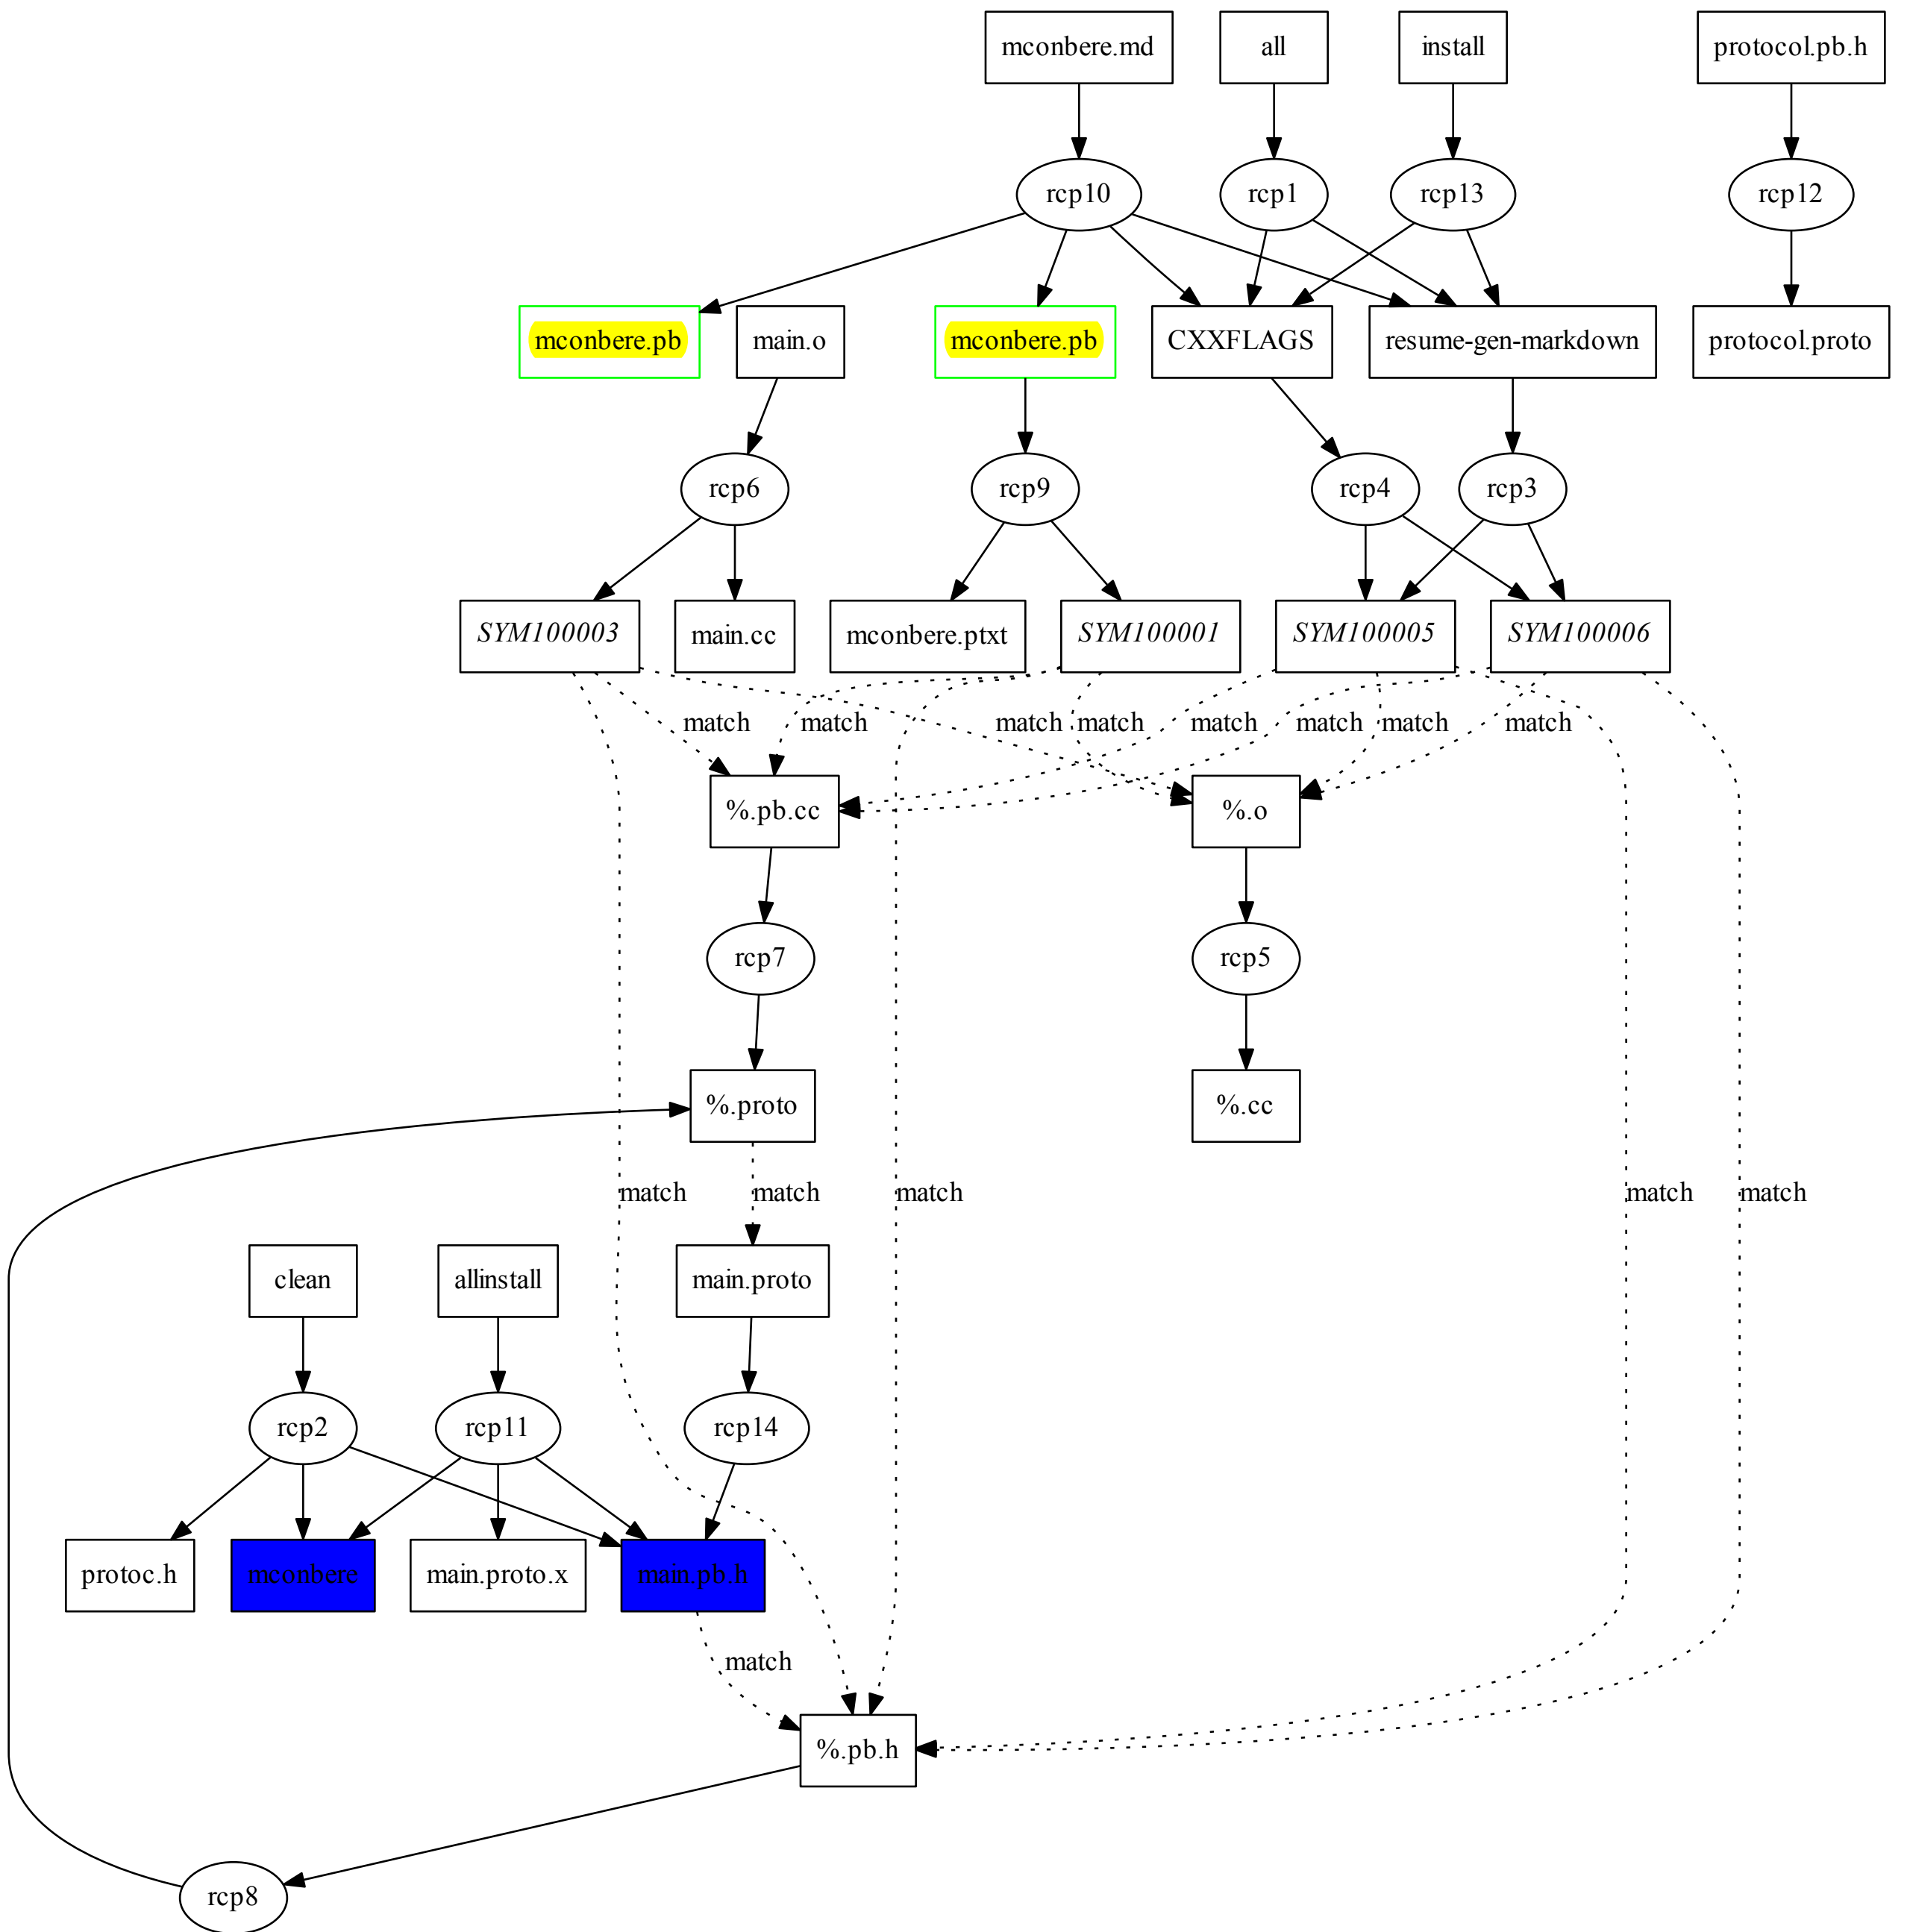 mconbere.md
all
install
protocol.pb.h
rcp10
rcp1
rcp13
rcp12
mconbere.pb
main.o
mconbere.pb
CXXFLAGS
resume-gen-markdown
protocol.proto
rcp6
rcp9
rcp4
rcp3
SYM100003
main.cc
mconbere.ptxt
SYM100001
SYM100005
SYM100006
match
match
match
match
match
match
match
match
%.pb.cc
%.o
rcp7
rcp5
%.proto
%.cc
match
match
match
match
match
clean
allinstall
main.proto
rcp2
rcp11
rcp14
protoc.h
mconbere
main.proto.x
main.pb.h
match
%.pb.h
rcp8